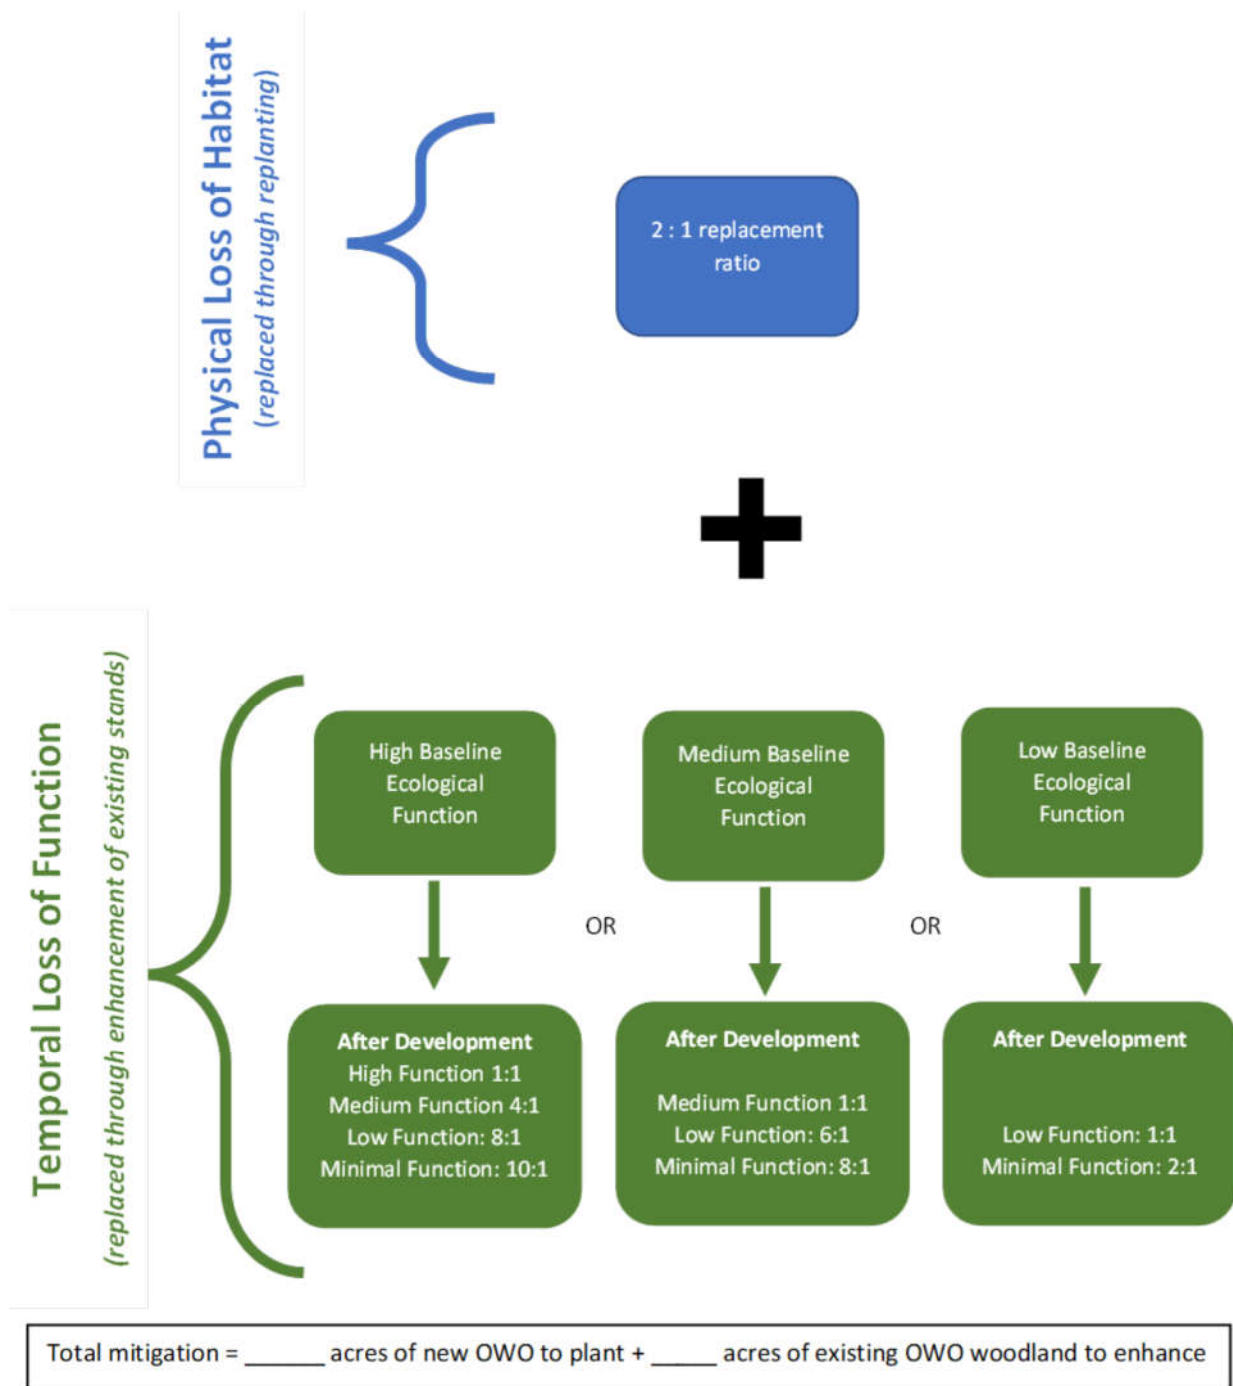 Physical Loss of Habitat
(replaced through replanting)
2 : 1 replacement
ratio
Temporal Loss of Function
(replaced through enhancement of existing stands)
High Baseline
Ecological
Function
OR
Medium Baseline
Ecological
Function
OR
Low Baseline
Ecological
Function
After Development
High Function 1:1
Medium Function 4:1
Low Function: 8:1
Minimal Function: 10:1
After Development
Medium Function 1:1
Low Function: 6:1
Minimal Function: 8:1
After Development
Low Function: 1:1
Minimal Function: 2:1
Total mitigation = ______ acres of new OWO to plant + _____ acres of existing OWO woodland to enhance